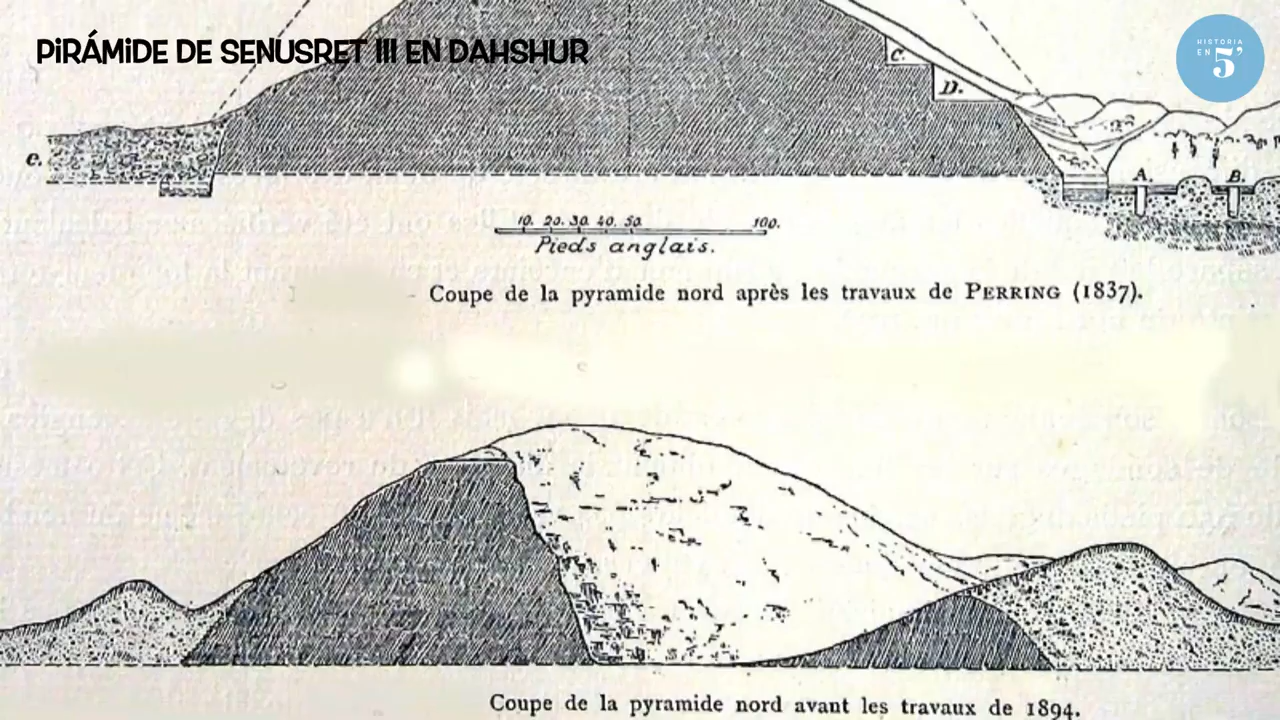 PIRÁMIDE DE SENUSRET III EN DAHSHUR
HISTORIA
EN 5'
C.
D.
e.
A. B.
10. 20. 30. 40. 50. 100.
Pieds anglais.
Coupe de la pyramide nord après les travaux de PERRING (1837).
Coupe de la pyramide nord avant les travaux de 1894.